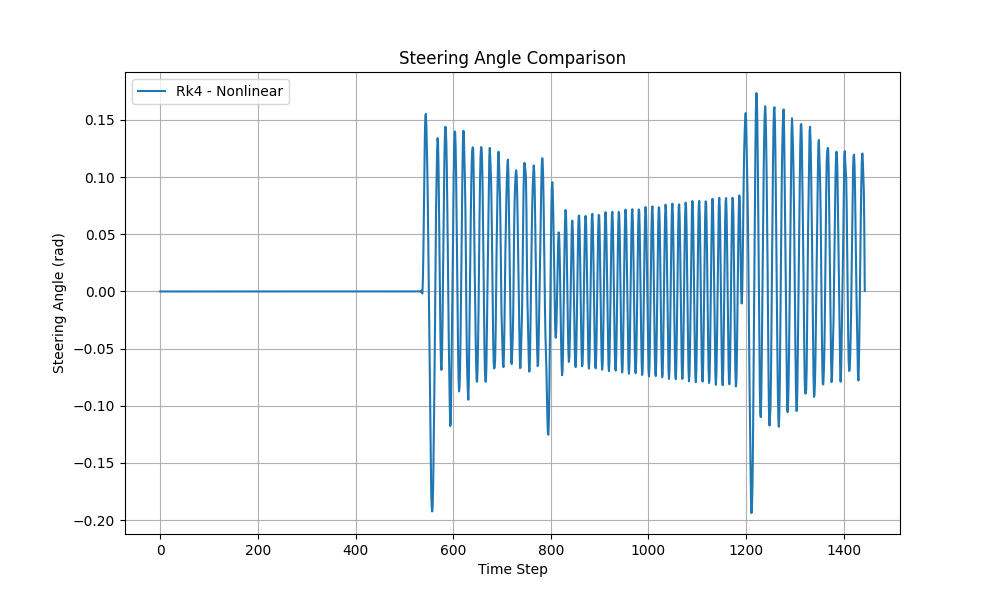 Steering Angle Comparison
Rk4 - Nonlinear
Steering Angle (rad)
0.15
0.10
0.05
0.00
−0.05
−0.10
−0.15
−0.20
0 200 400 600 800 1000 1200 1400
Time Step